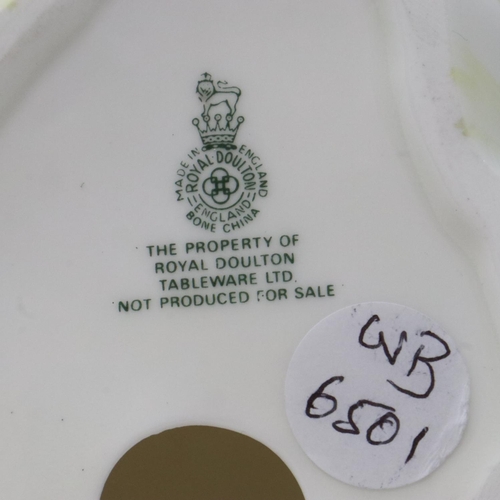 MADE IN ENGLAND
ROYAL DOULTON
ENGLAND
BONE CHINA
THE PROPERTY OF
ROYAL DOULTON
TABLEWARE LTD.
NOT PRODUCED FOR SALE
WB
6501